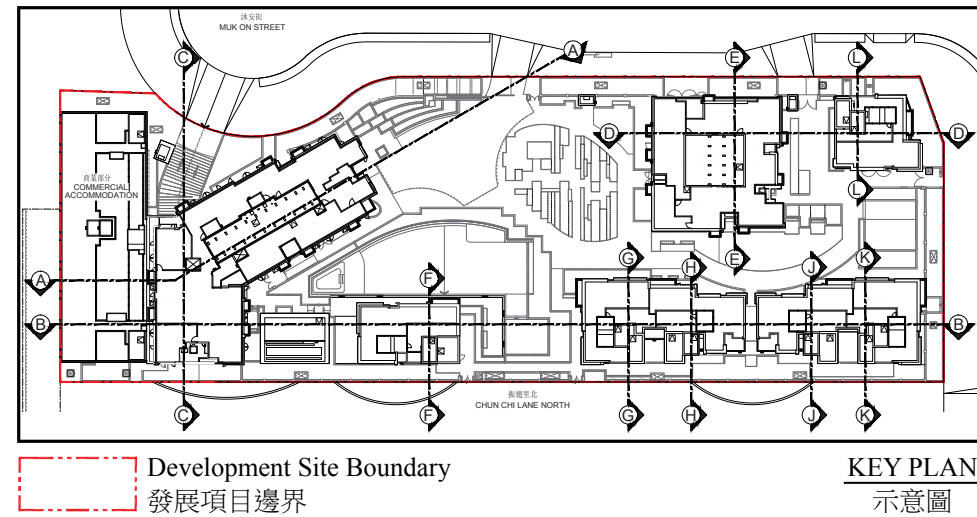 沐安街
MUK ON STREET
C
A
E
L
D
D
商業部分
COMMERCIAL
ACCOMMODATION
L
A
F
G
H
E
J
K
B
B
C
F
G
H
J
K
振翹里北
CHUN CHI LANE NORTH
Development Site Boundary
發展項目邊界
KEY PLAN
示意圖